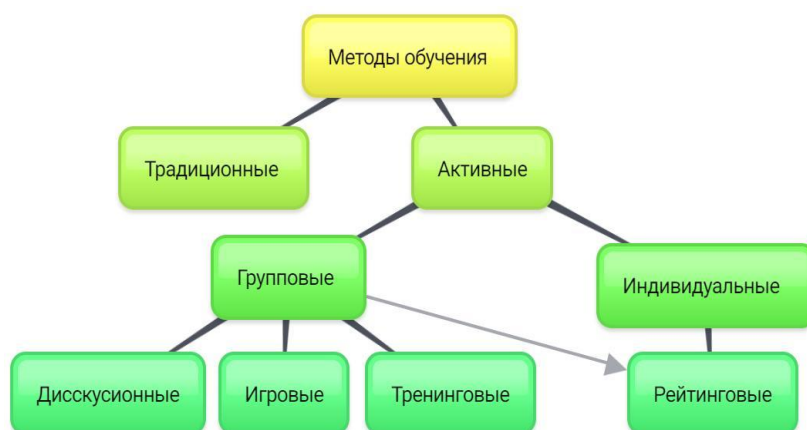 Методы обучения
Традиционные
Активные
Групповые
Индивидуальные
Дисскусионные
Игровые
Тренинговые
Рейтинговые